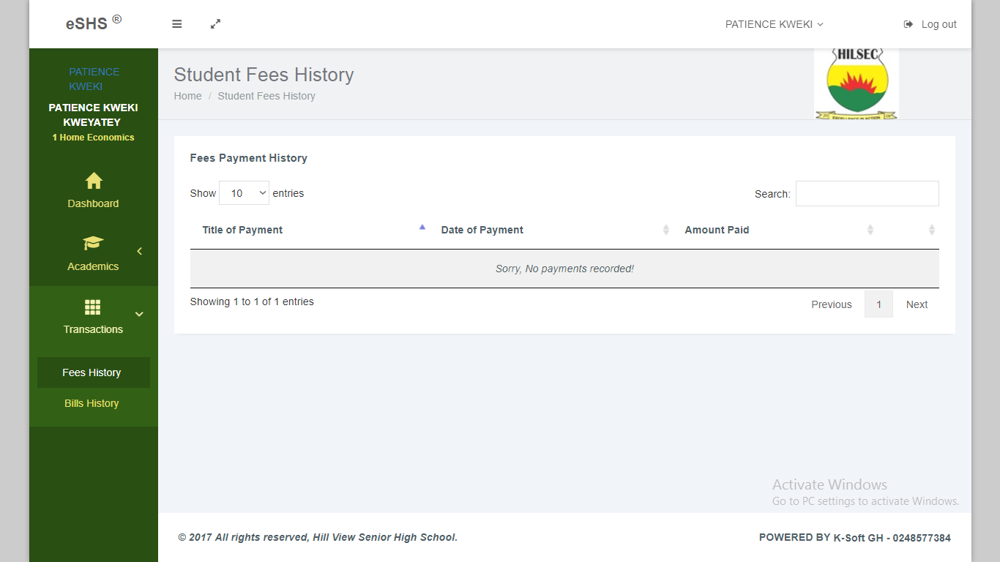 eSHS ®
PATIENCE KWEKI
Log out
PATIENCE
KWEKI
PATIENCE KWEKI
KWEYATEY
1 Home Economics
Dashboard
Academics
Transactions
Fees History
Bills History
Student Fees History
Home / Student Fees History
HILSEC
EXCELLENCE IN ACTION
Fees Payment History
Show 10 entries
Search:
Title of Payment Date of Payment Amount Paid
Sorry, No payments recorded!
Showing 1 to 1 of 1 entries
Previous 1 Next
Activate Windows
Go to PC settings to activate Windows.
© 2017 All rights reserved, Hill View Senior High School.
POWERED BY K-Soft GH - 0248577384